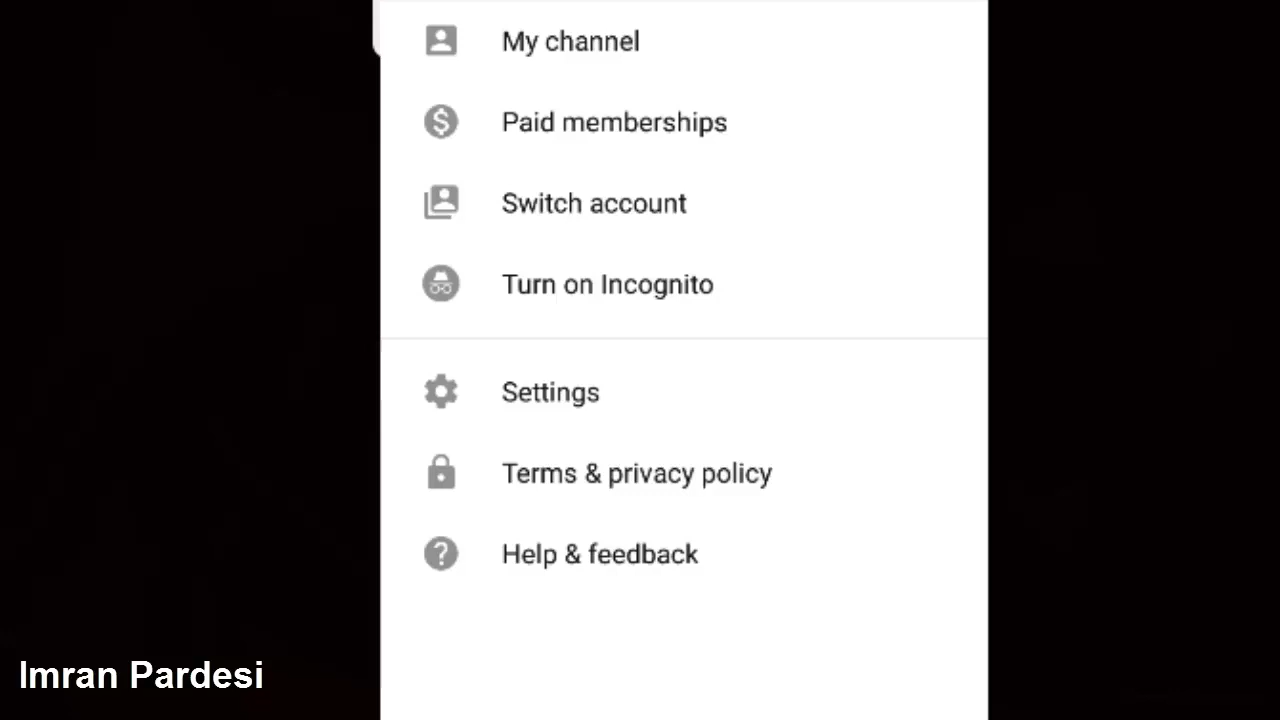 My channel
Paid memberships
Switch account
Turn on Incognito
Settings
Terms & privacy policy
Help & feedback
Imran Pardesi